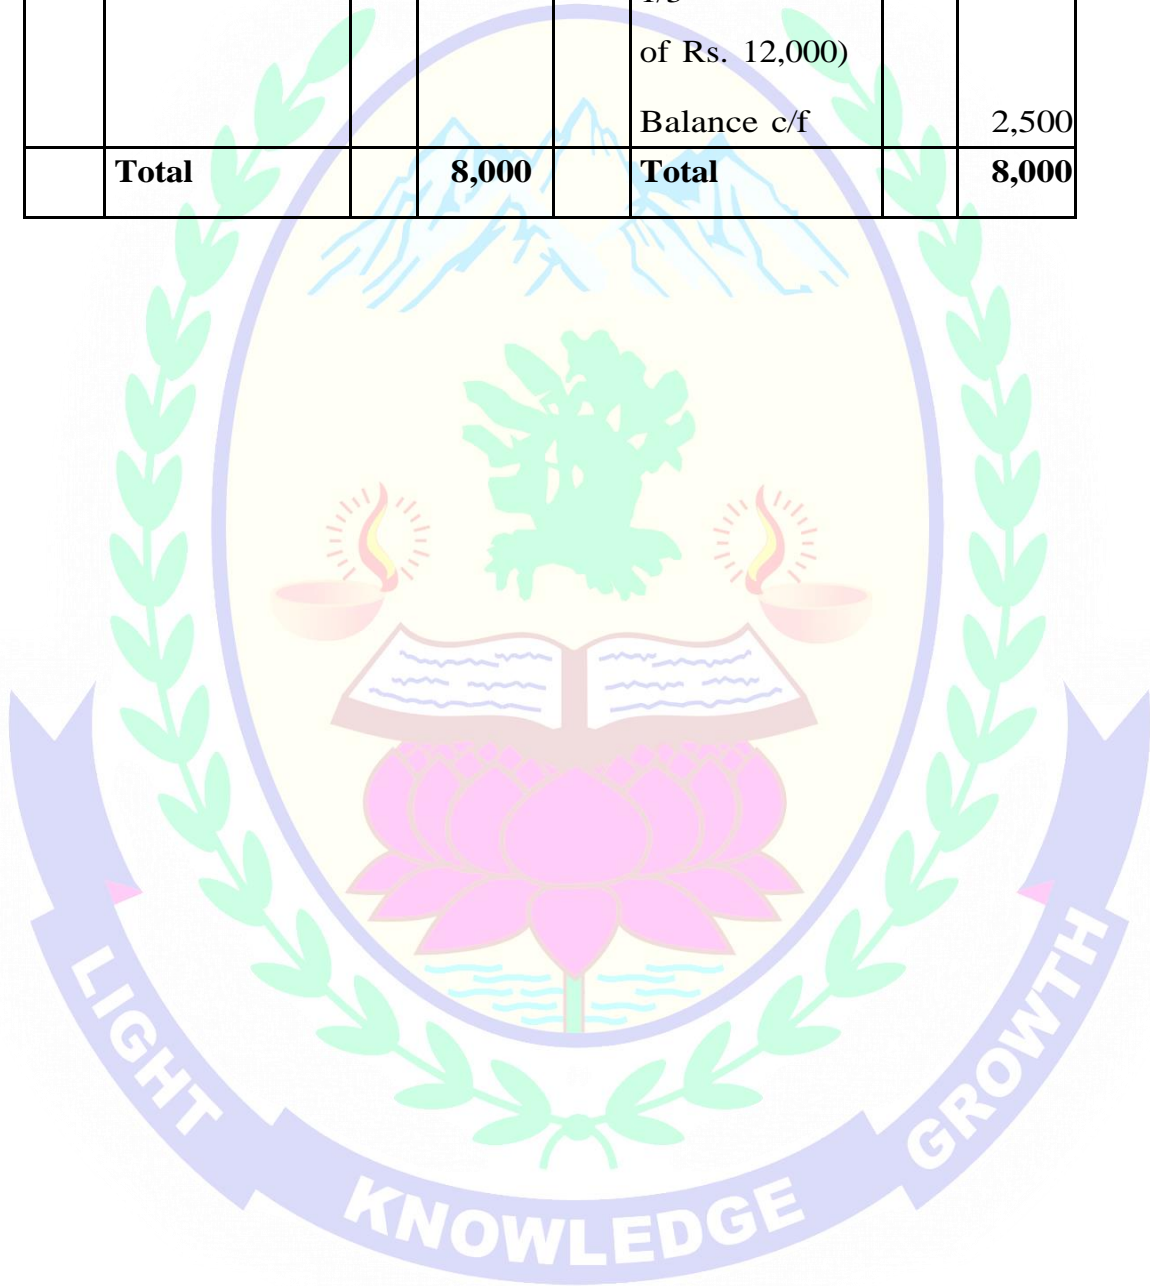 of Rs. 12,000)
Balance c/f 2,500
Total 8,000 Total 8,000
LIGHT KNOWLEDGE GROWTH